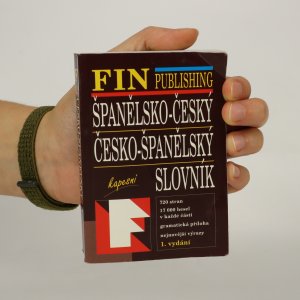 FIN PUBLISHING
ŠPANĚLSKO-ČESKÝ
ČESKO-ŠPANĚLSKÝ
kapesní SLOVNÍK
720 stran
17 000 hesel
v každé části
gramatická příloha
nejnovější výrazy
1. vydání